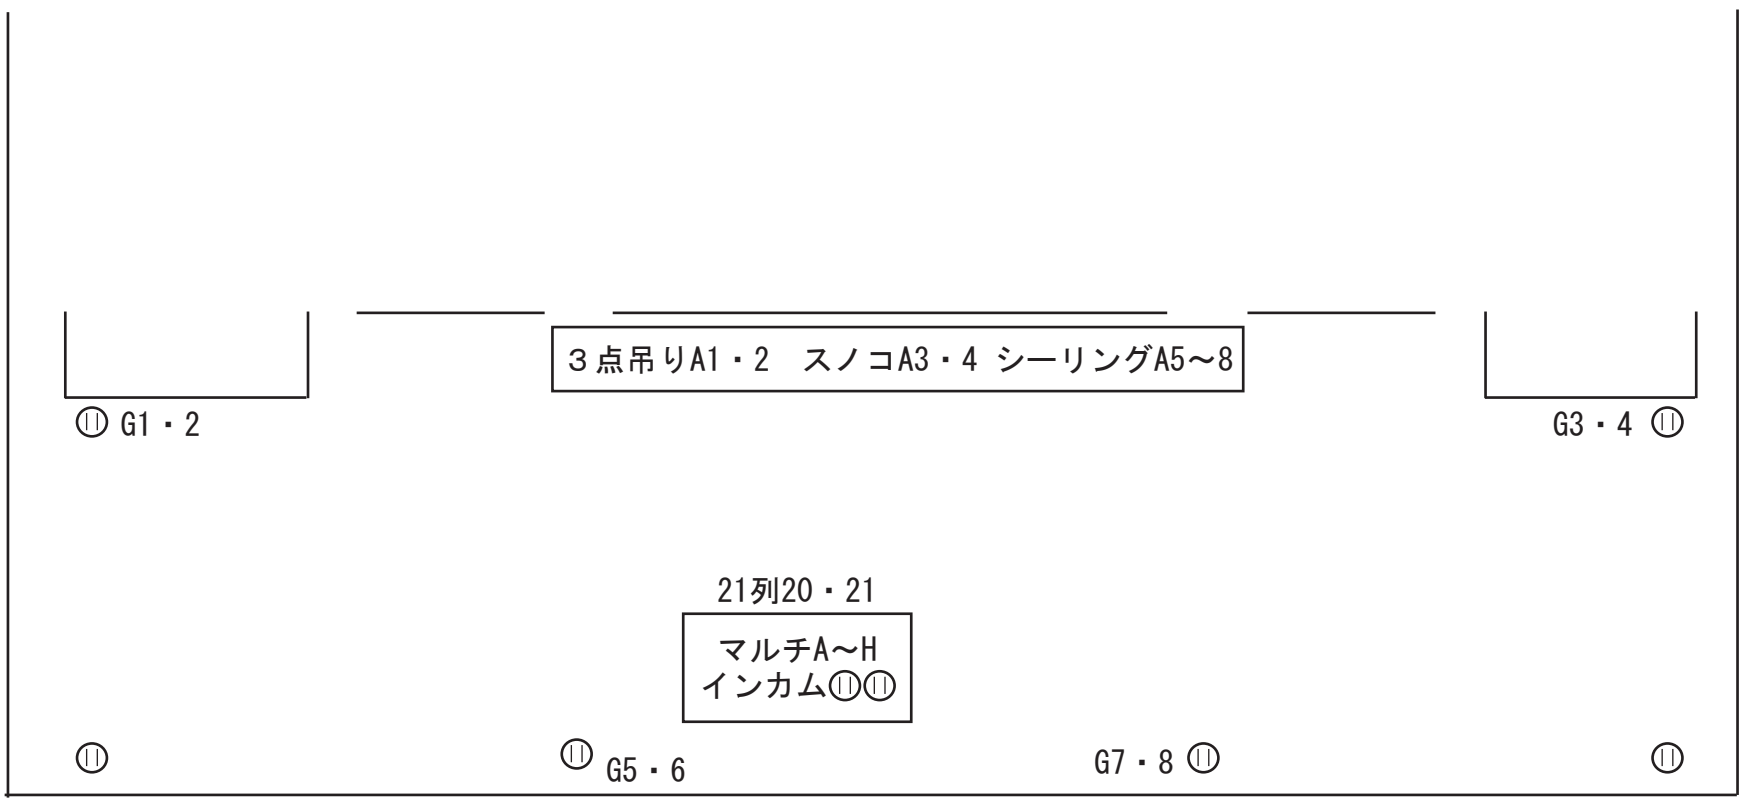 ３点吊りA1・2　スノコA3・4 シーリングA5～8
G1・2
G3・4
21列20・21
マルチA～H
インカム
G5・6
G7・8